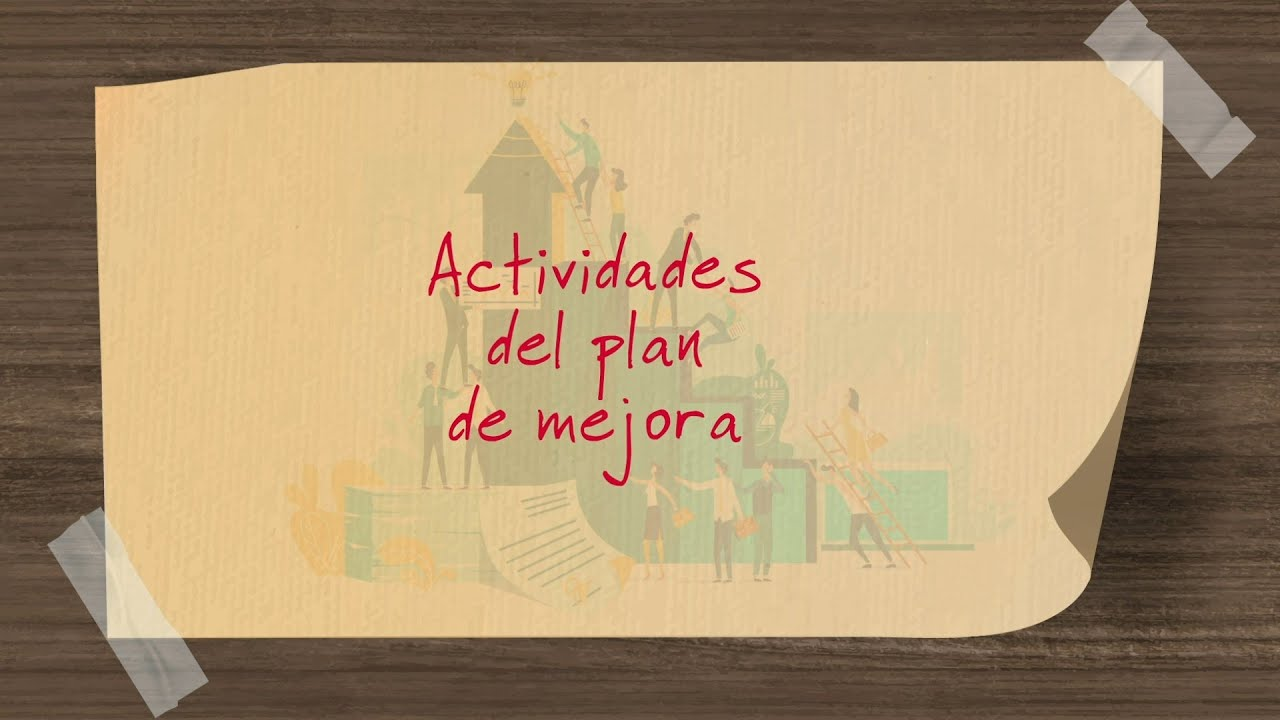 Actividades
del plan
de mejora